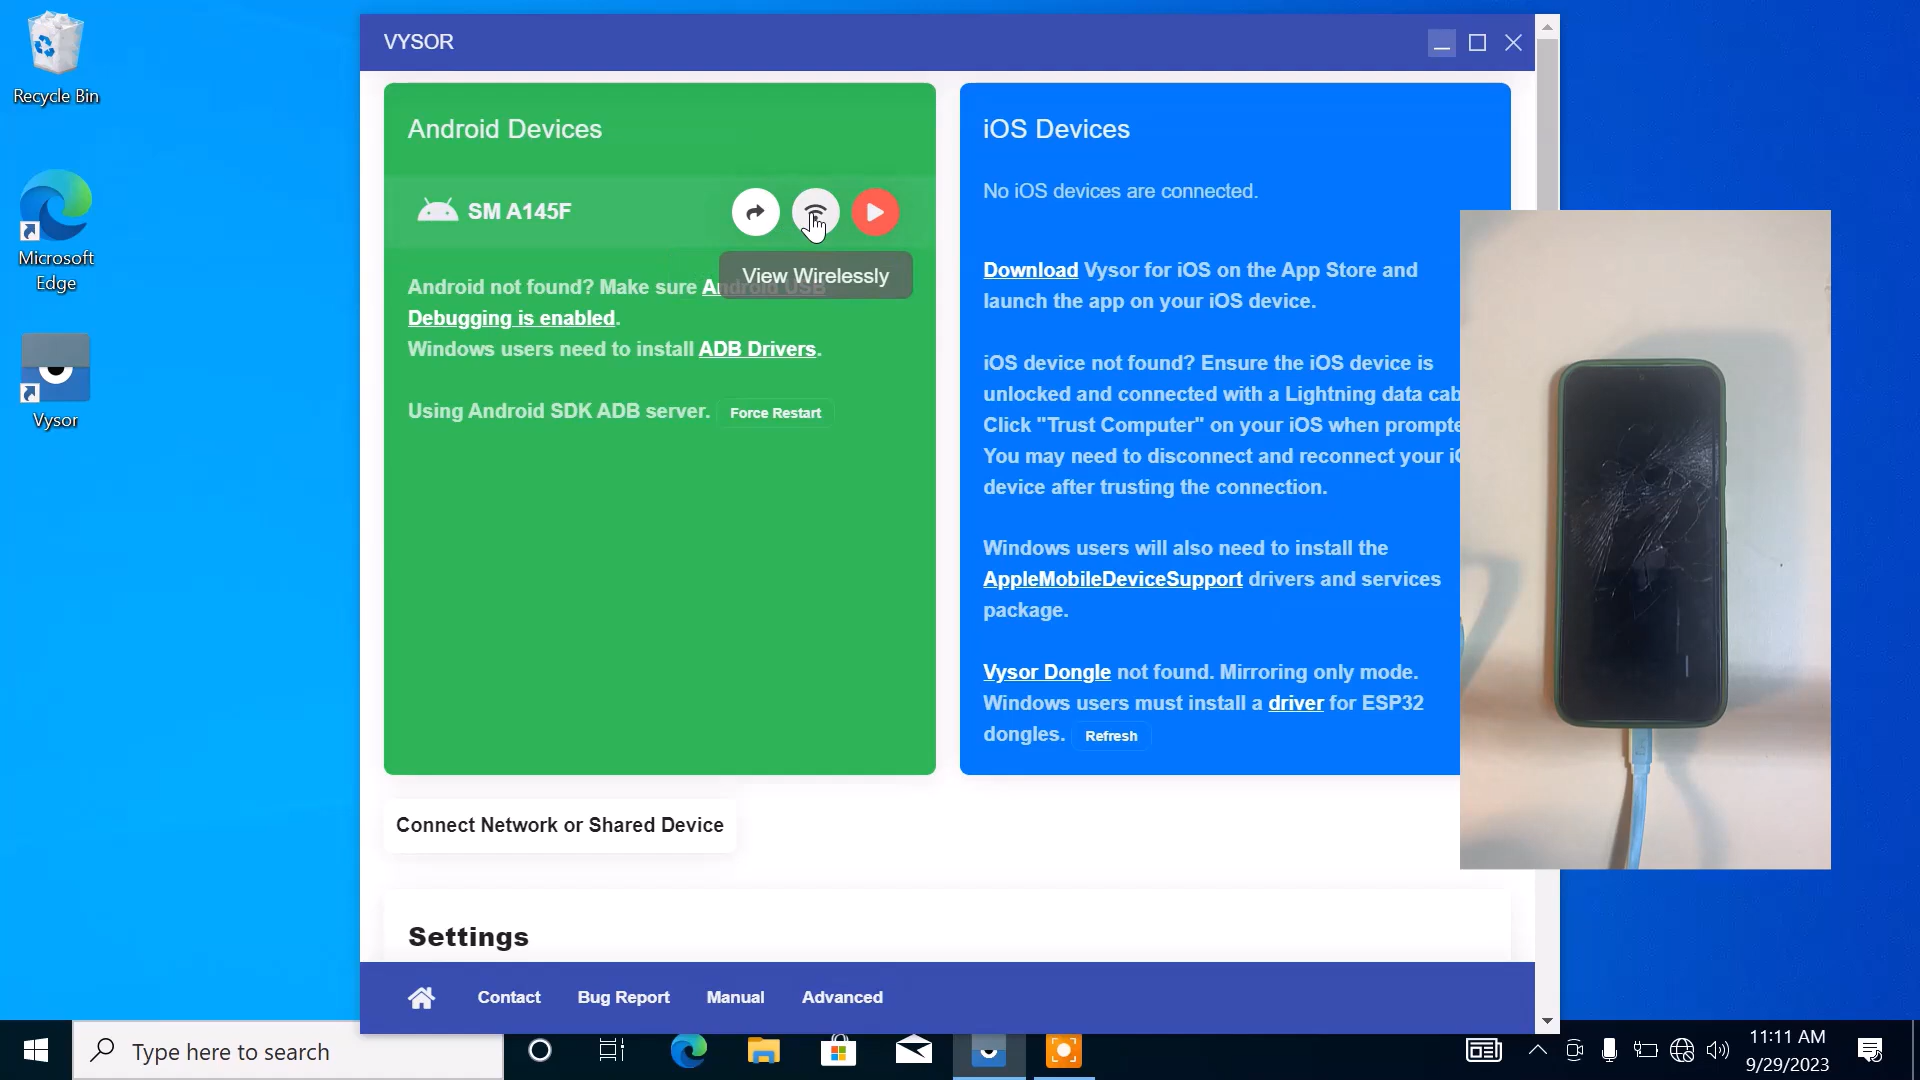 Recycle Bin
Microsoft
Edge
Vysor
VYSOR
Android Devices
SM A145F
View Wirelessly
Android not found? Make sure Android USB
Debugging is enabled.
Windows users need to install ADB Drivers.
Using Android SDK ADB server. Force Restart
iOS Devices
No iOS devices are connected.
Download Vysor for iOS on the App Store and
launch the app on your iOS device.
iOS device not found? Ensure the iOS device is
unlocked and connected with a Lightning data cab
Click "Trust Computer" on your iOS when prompte
You may need to disconnect and reconnect your
device after trusting the connection.
Windows users will also need to install the
AppleMobileDeviceSupport drivers and services
package.
Vysor Dongle not found. Mirroring only mode.
Windows users must install a driver for ESP32
dongles. Refresh
Connect Network or Shared Device
Settings
Contact Bug Report Manual Advanced
Type here to search
11:11 AM
9/29/2023